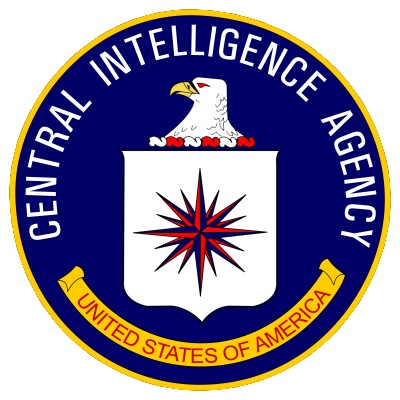 CENTRAL INTELLIGENCE AGENCY
UNITED STATES OF AMERICA